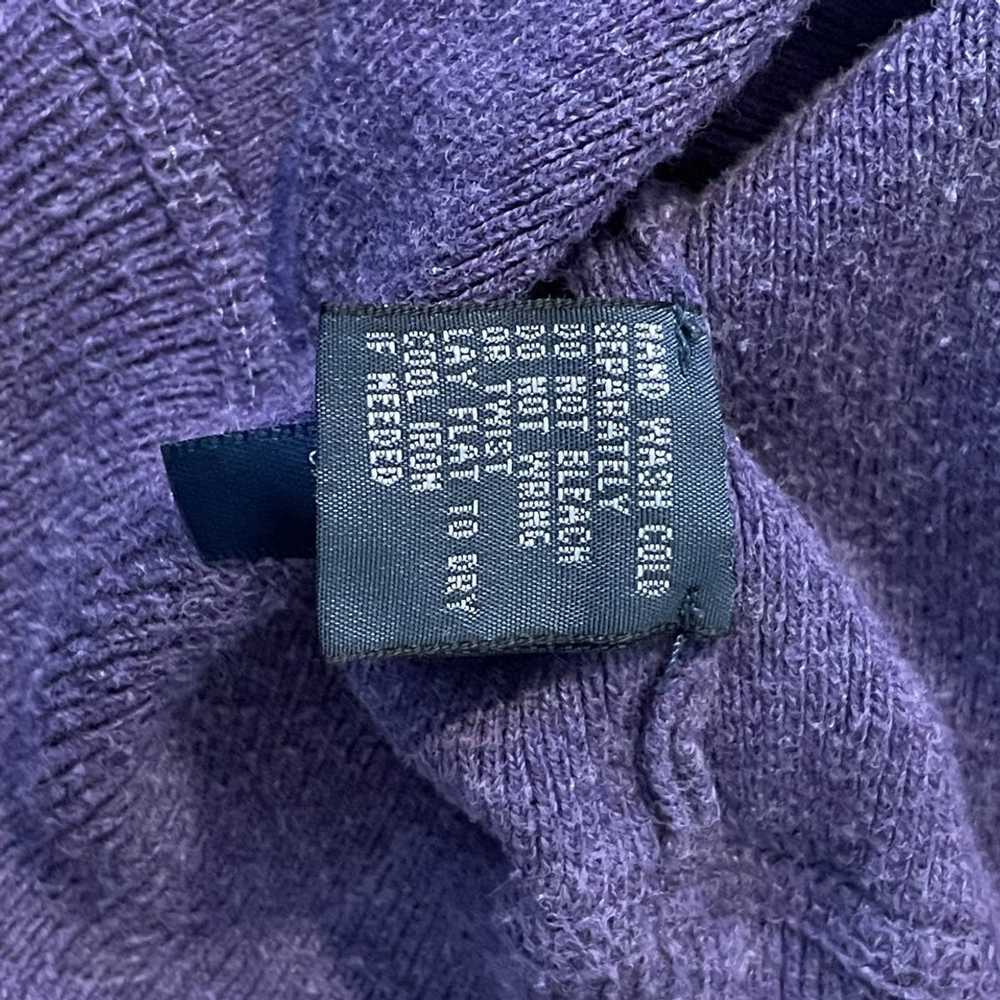 HAND WASH COLD
SEPARATELY
DO NOT BLEACH
DO NOT WRING
OR TWIST
LAY FLAT TO DRY
COOL IRON
IF NEEDED